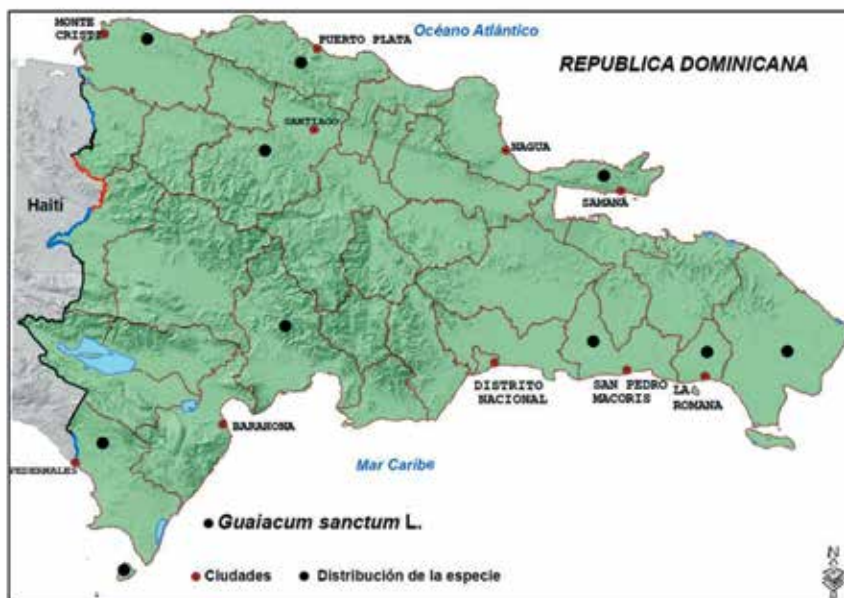 MONTE
CRISTI
PUERTO PLATA
Océano Atlántico
REPUBLICA DOMINICANA
SANTIAGO
NAGUA
SAMANA
Haití
DISTRITO
NACIONAL
SAN PEDRO
MACORIS
LA
ROMANA
BARAHONA
Mar Caribe
PEDERNALES
Guaiacum sanctum L.
Ciudades
Distribución de la especie
N